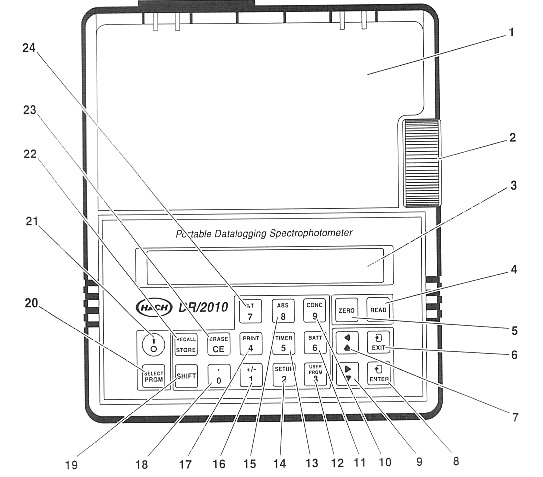 24
1
23
2
22
Portable Datalogging Spectrophotometer
3
21
HACH DR/2010
%T 7
ABS 8
CONC 9
ZERO
READ
4
20
I O
RECALL STORE
ERASE CE
PRINT 4
TIMER 5
BATT 6
EXIT
5
6
SELECT PRGM
SHIFT
. 0
+/- 1
SETUP 2
USER PRGM 3
ENTER
7
19 18 17 16 15 14 13 12 11 10 9 8